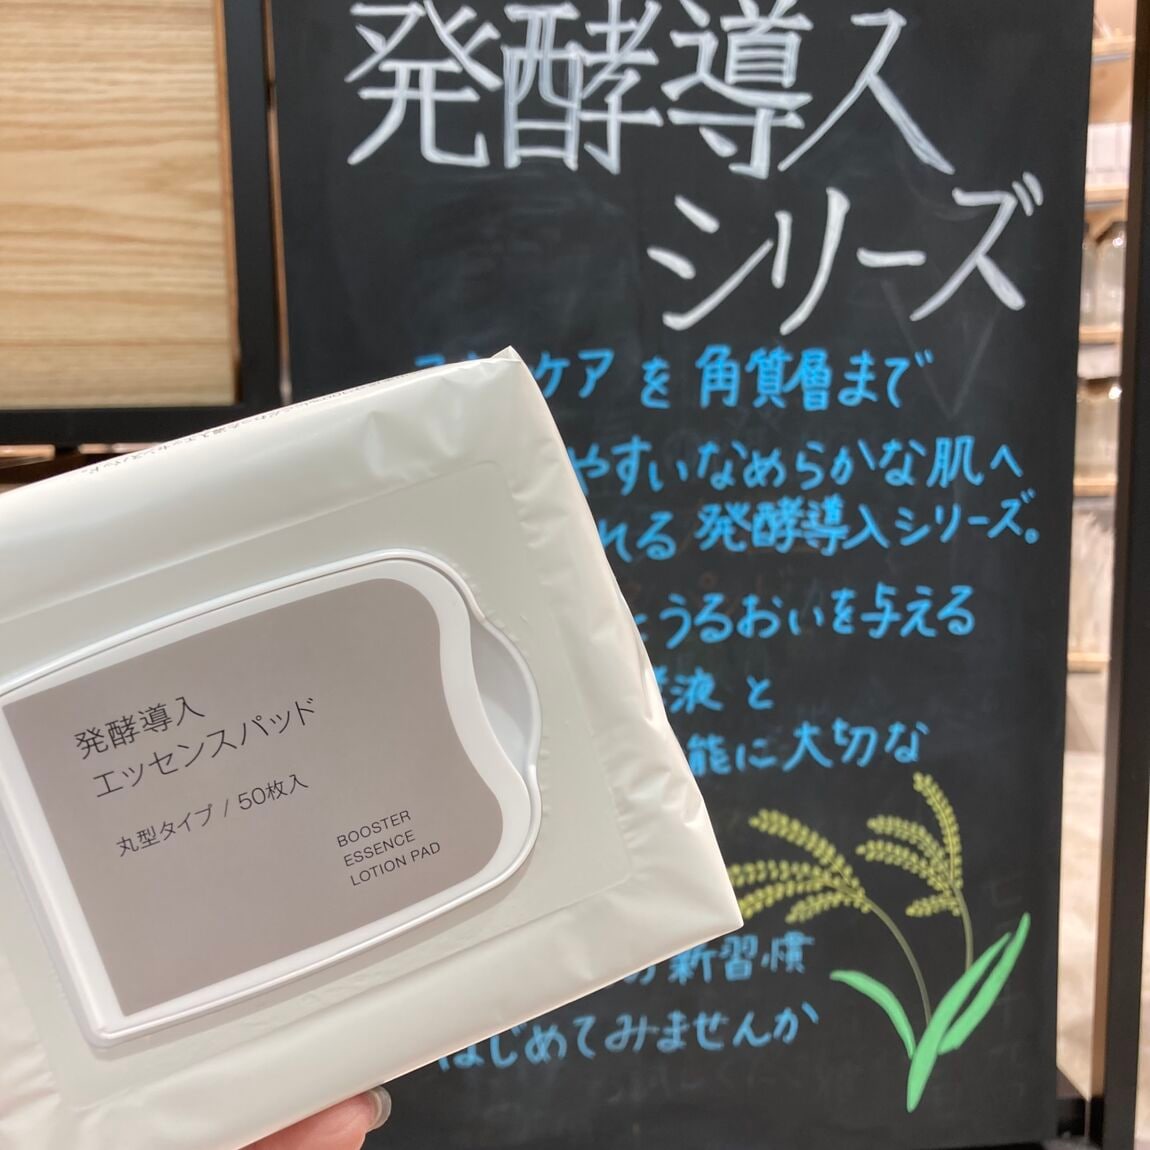 発酵導入
シリーズ
ケア を 角質層まで
やすいなめらかな肌へ
れる 発酵導入シリーズ。
とうるおいを与える
液 と
能に大切な
新習慣
はじめてみませんか
発酵導入
エッセンスパッド
丸型タイプ / 50枚入
BOOSTER
ESSENCE
LOTION PAD